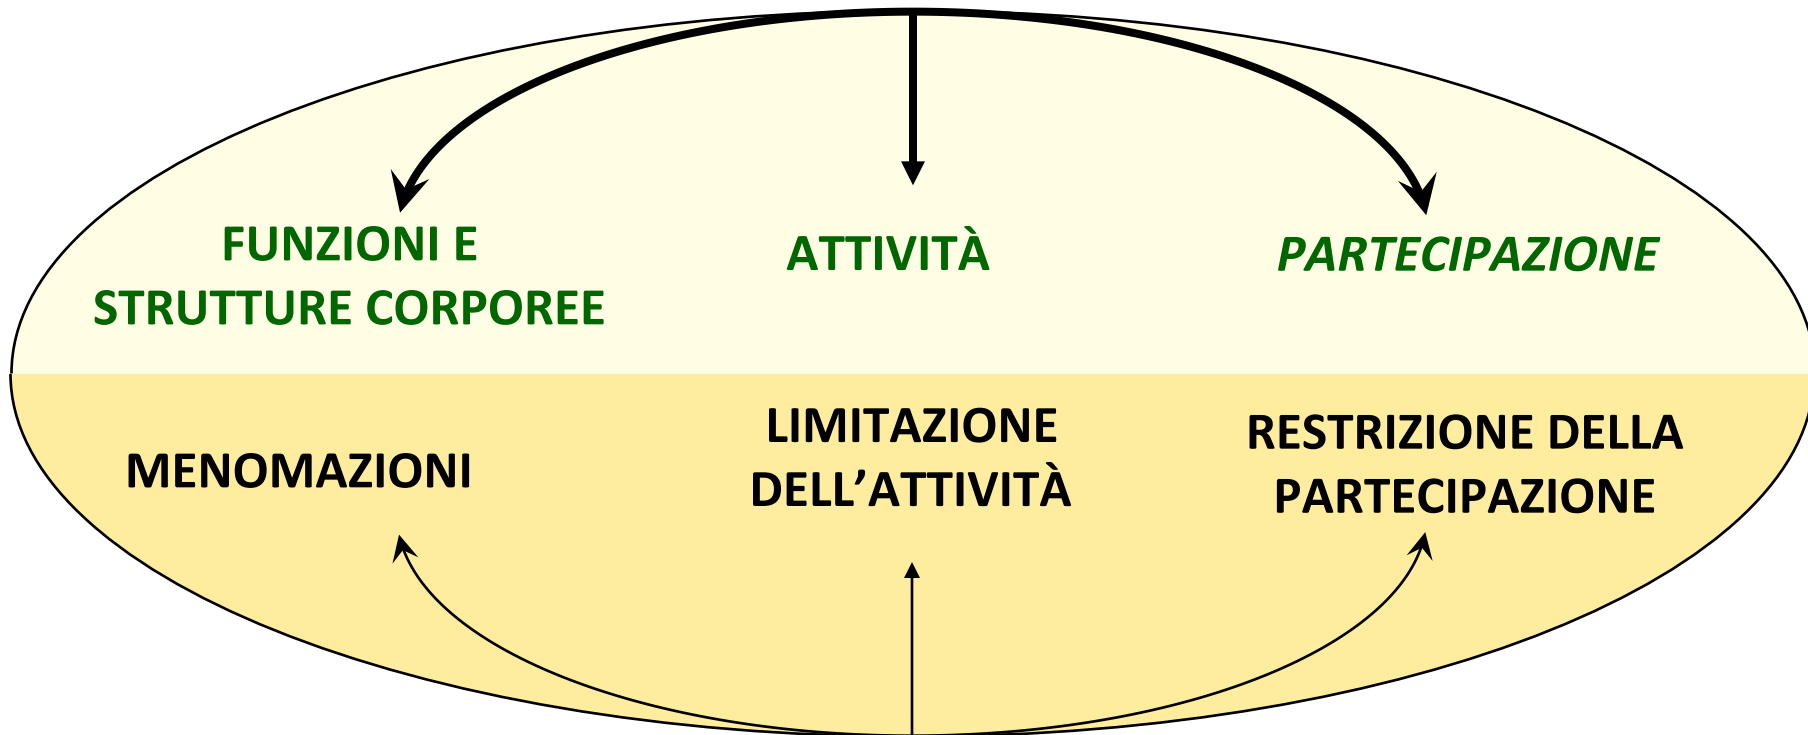 FUNZIONI E
STRUTTURE CORPOREE
ATTIVITÀ
PARTECIPAZIONE
MENOMAZIONI
LIMITAZIONE
DELL’ATTIVITÀ
RESTRIZIONE DELLA
PARTECIPAZIONE